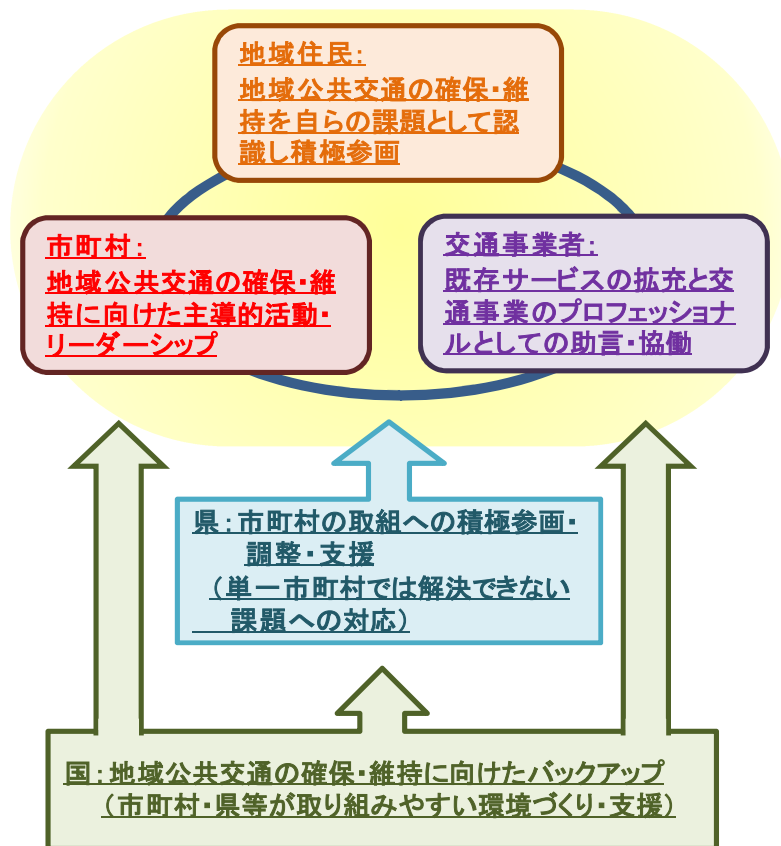 地域住民：
地域公共交通の確保・維
持を自らの課題として認
識し積極参画
市町村：
地域公共交通の確保・維
持に向けた主導的活動・
リーダーシップ
交通事業者：
既存サービスの拡充と交
通事業のプロフェッショナ
ルとしての助言・協働
県：市町村の取組への積極参画・
調整・支援
（単一市町村では解決できない
課題への対応）
国：地域公共交通の確保・維持に向けたバックアップ
（市町村・県等が取り組みやすい環境づくり・支援）